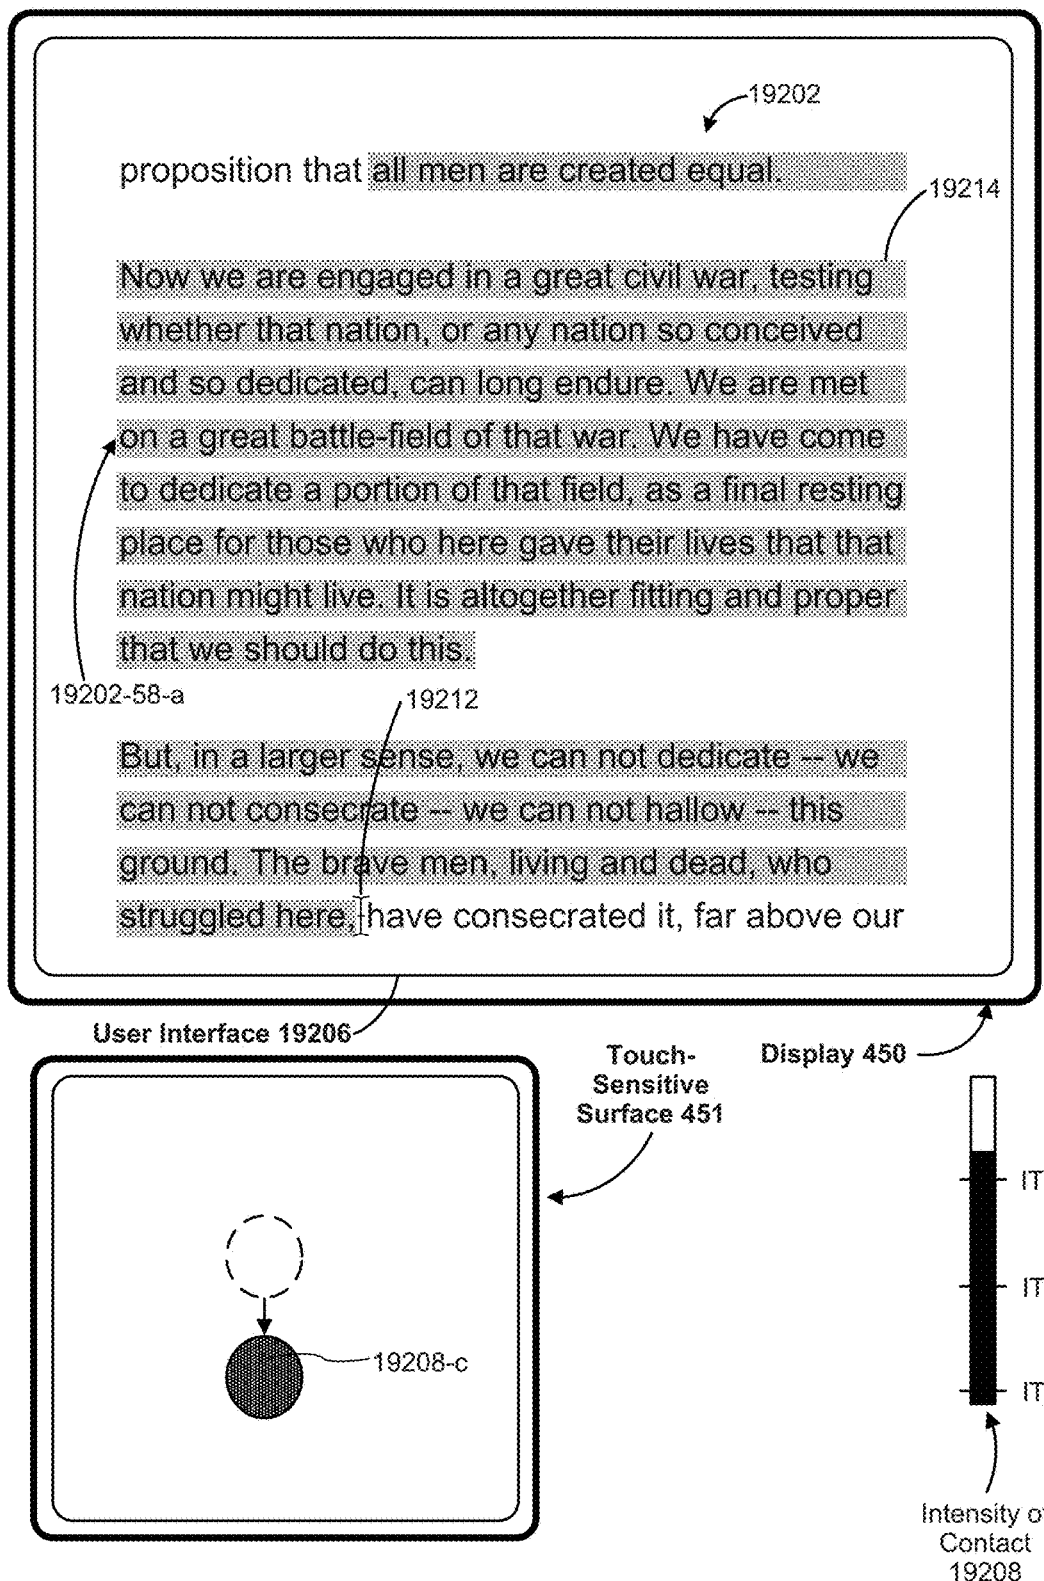 19202
proposition that all men are created equal.
19214
Now we are engaged in a great civil war, testing
whether that nation, or any nation so conceived
and so dedicated, can long endure. We are met
on a great battle-field of that war. We have come
to dedicate a portion of that field, as a final resting
place for those who here gave their lives that that
nation might live. It is altogether fitting and proper
that we should do this.
19202-58-a
19212
But, in a larger sense, we can not dedicate -- we
can not consecrate -- we can not hallow -- this
ground. The brave men, living and dead, who
struggled here, have consecrated it, far above our
User Interface 19206
Touch-
Sensitive
Surface 451
Display 450
IT
IT
IT
19208-c
Intensity of
Contact
19208